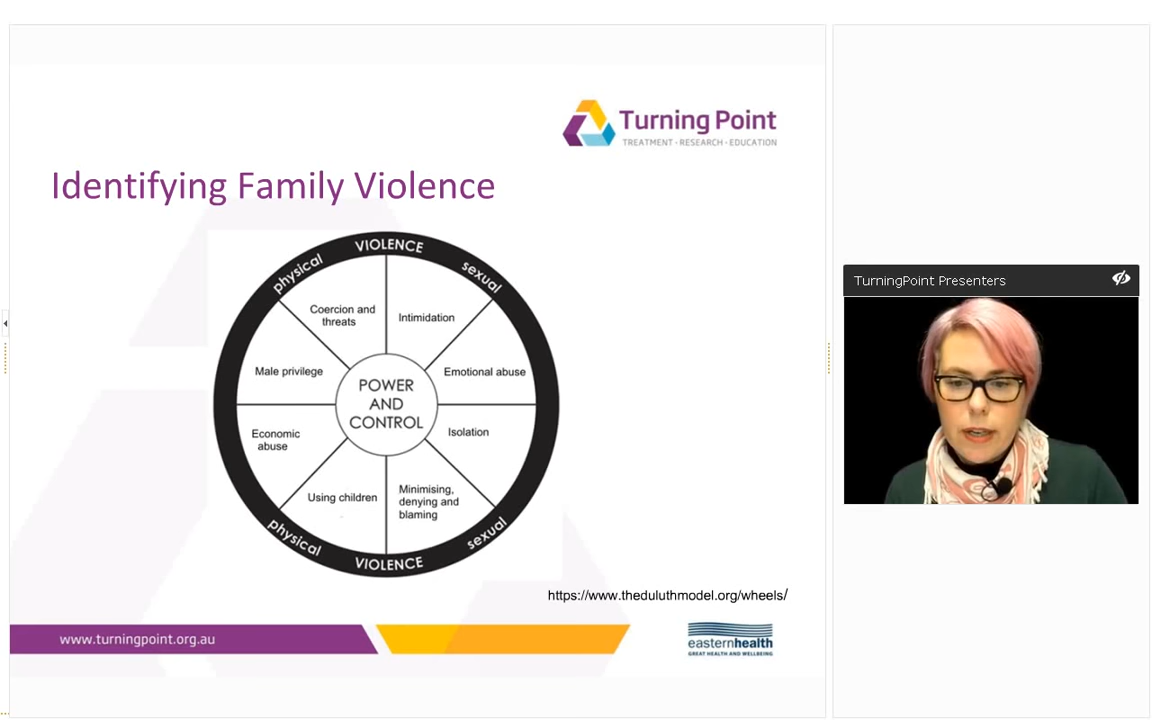 Turning Point
TREATMENT • RESEARCH • EDUCATION
Identifying Family Violence
physical VIOLENCE sexual
Coercion and
threats
Intimidation
Male privilege
Emotional abuse
POWER
AND
CONTROL
Economic
abuse
Isolation
Using children
Minimising,
denying and
blaming
physical VIOLENCE sexual
https://www.theduluthmodel.org/wheels/
www.turningpoint.org.au
easternhealth
GREAT HEALTH AND WELLBEING
TurningPoint Presenters